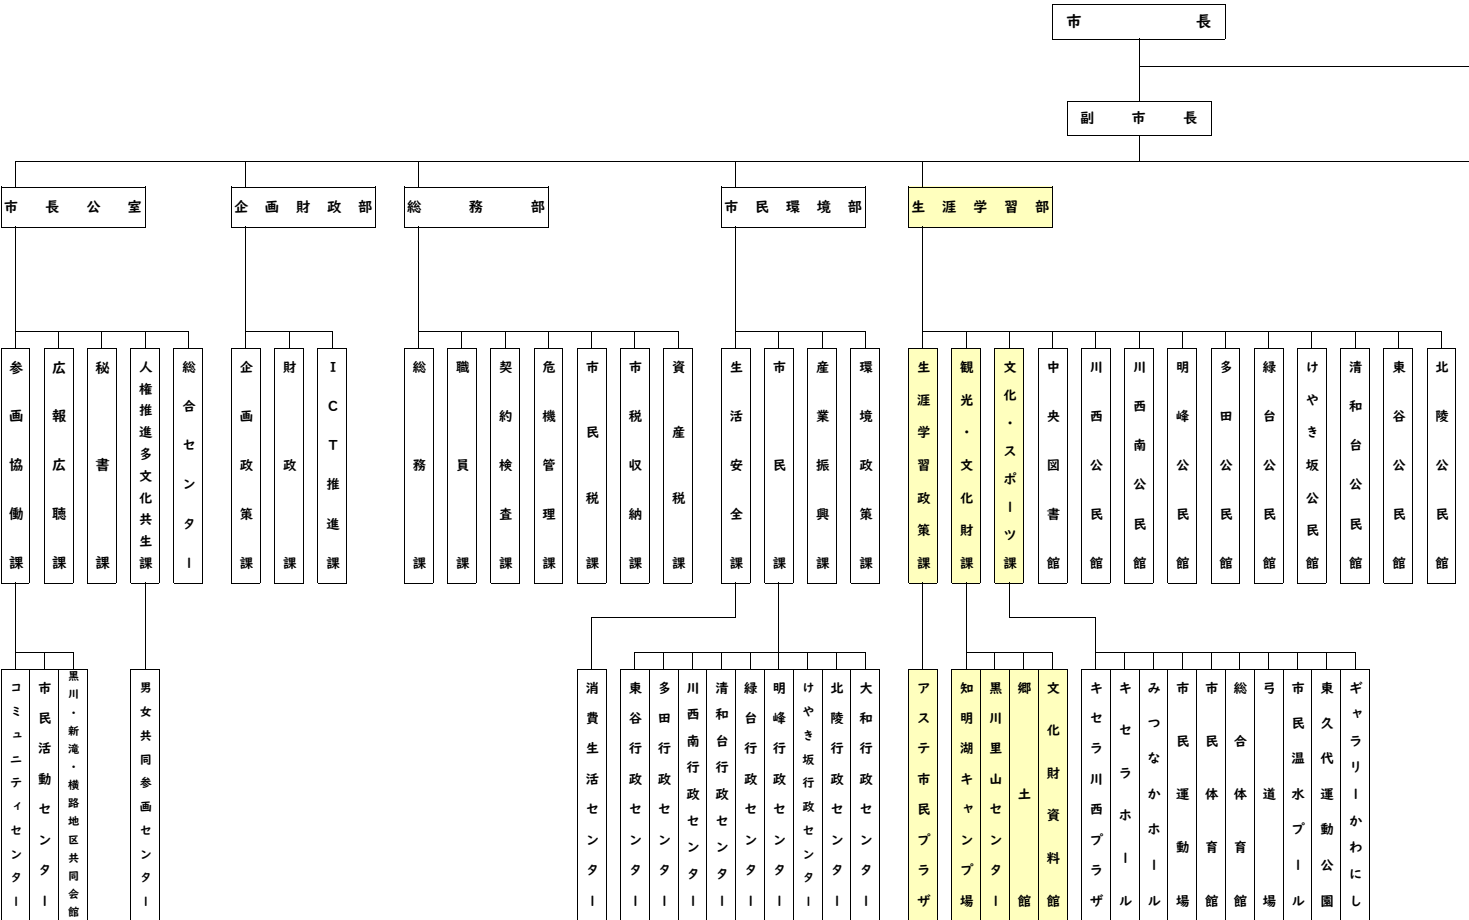 市長
副市長
市長公室
企画財政部
総務部
市民環境部
生涯学習部
参画協働課
広報広聴課
秘書課
人権推進多文化共生課
総合センター
企画政策課
財政課
ICT推進課
総務課
職員課
契約検査課
危機管理課
市民税課
市税収納課
資産税課
生活安全課
市民課
産業振興課
環境政策課
生涯学習政策課
観光・文化財課
文化・スポーツ課
中央図書館
川西公民館
川西南公民館
明峰公民館
多田公民館
緑台公民館
けやき坂公民館
清和台公民館
東谷公民館
北陵公民館
コミュニティセンター
市民活動センター
黒川・新滝・横路地区共同会館
男女共同参画センター
消費生活センター
東谷行政センター
多田行政センター
川西南行政センター
清和台行政センター
緑台行政センター
明峰行政センター
けやき坂行政センター
北陵行政センター
大和行政センター
アステ市民プラザ
知明湖キャンプ場
黒川里山センター
郷土館
文化財資料館
キセラ川西プラザ
キセラホール
みつなかホール
市民運動場
市民体育館
総合体育館
弓道場
市民温水プール
東久代運動公園
ギャラリーかわにし